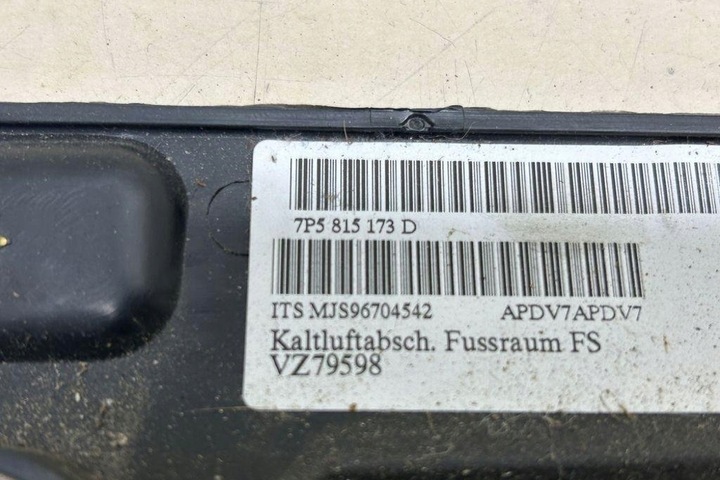 7P5 815 173 D
ITS MJS96704542 APDV7APDV7
Kaltluftabsch. Fussraum FS
VZ79598